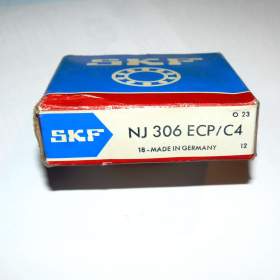 SKF
O 23
SKF NJ 306 ECP/C4
18-MADE IN GERMANY 12